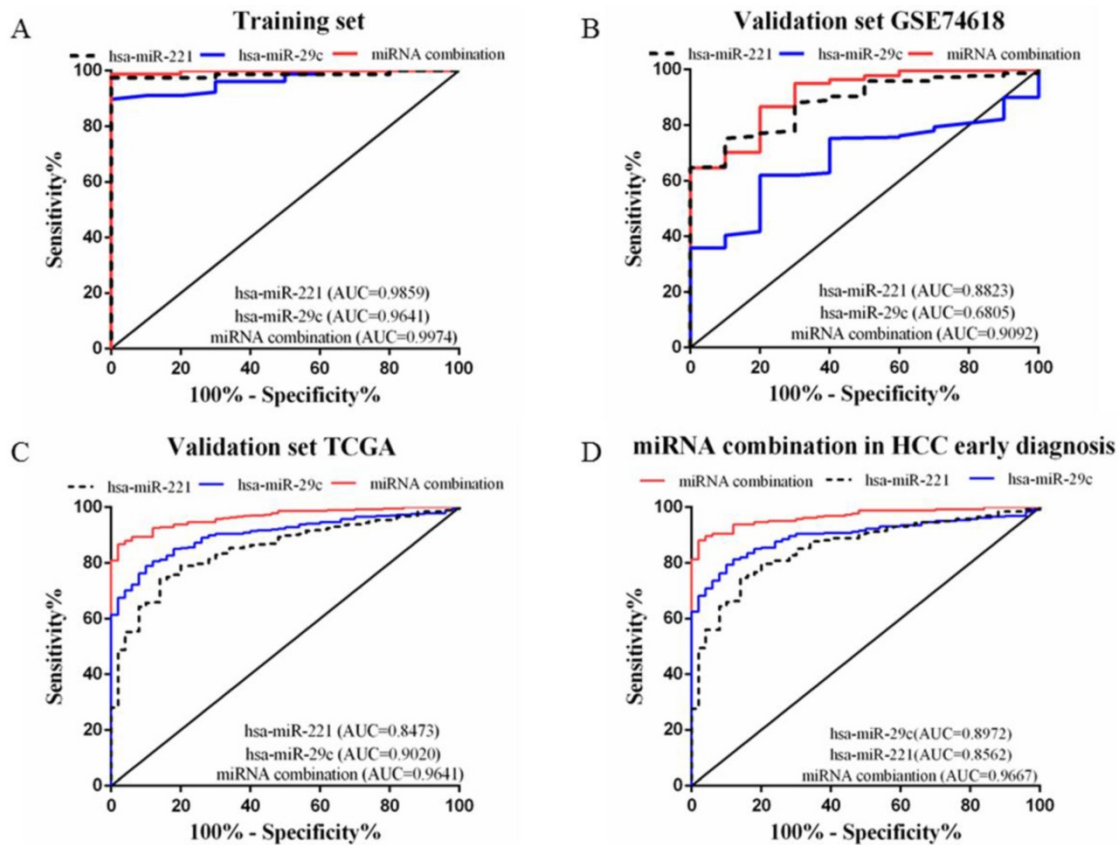 A
Training set
hsa-miR-221 hsa-miR-29c miRNA combination
100
80
60
40
20
0
Sensitivity%
hsa-miR-221 (AUC=0.9859)
hsa-miR-29c (AUC=0.9641)
miRNA combination (AUC=0.9974)
0 20 40 60 80 100
100% - Specificity%
B
Validation set GSE74618
hsa-miR-221 hsa-miR-29c miRNA combination
100
80
60
40
20
0
Sensitivity%
hsa-miR-221 (AUC=0.8823)
hsa-miR-29c (AUC=0.6805)
miRNA combination (AUC=0.9092)
0 20 40 60 80 100
100% - Specificity%
C
Validation set TCGA
hsa-miR-221 hsa-miR-29c miRNA combination
100
80
60
40
20
0
Sensitivity%
hsa-miR-221 (AUC=0.8473)
hsa-miR-29c (AUC=0.9020)
miRNA combination (AUC=0.9641)
0 20 40 60 80 100
100% - Specificity%
D
miRNA combination in HCC early diagnosis
miRNA combination hsa-miR-221 hsa-miR-29c
100
80
60
40
20
0
Sensitivity%
hsa-miR-29c(AUC=0.8972)
hsa-miR-221(AUC=0.8562)
miRNA combiantion (AUC=0.9667)
0 20 40 60 80 100
100% - Specificity%